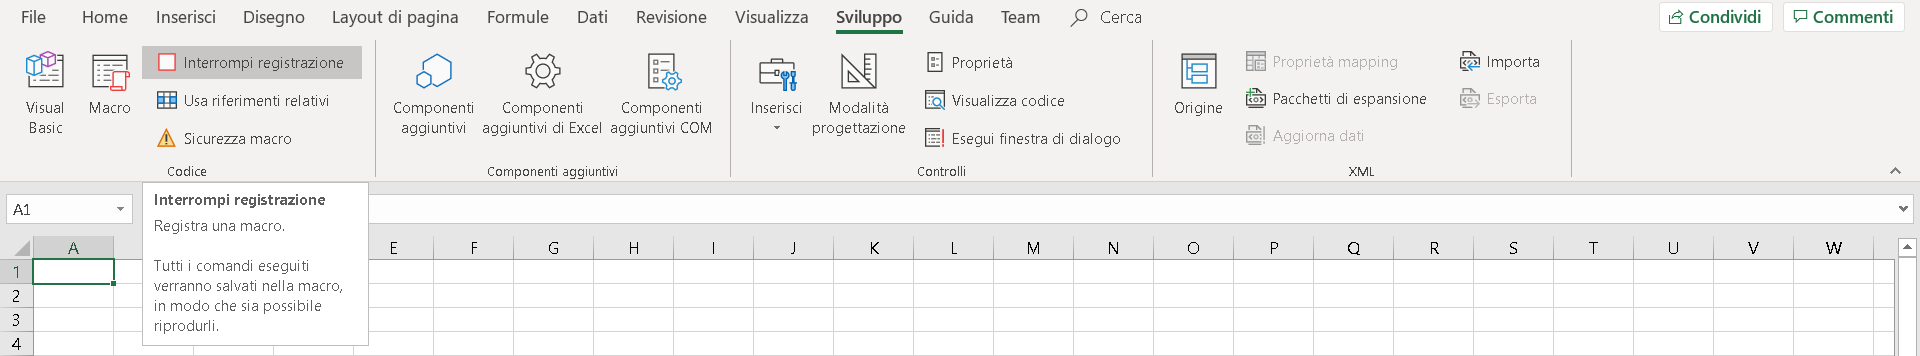 File Home Inserisci Disegno Layout di pagina Formule Dati Revisione Visualizza Sviluppo Guida Team Cerca Condividi Commenti
Visual Basic
Macro
Interrompi registrazione
Usa riferimenti relativi
Sicurezza macro
Codice
Componenti aggiuntivi
Componenti aggiuntivi di Excel
Componenti aggiuntivi COM
Componenti aggiuntivi
Inserisci
Modalità progettazione
Proprietà
Visualizza codice
Esegui finestra di dialogo
Controlli
Origine
Proprietà mapping
Pacchetti di espansione
Aggiorna dati
Importa
Esporta
XML
A1
Interrompi registrazione
Registra una macro.
Tutti i comandi eseguiti
verranno salvati nella macro,
in modo che sia possibile
riprodurli.
A E F G H I J K L M N O P Q R S T U V W
1
2
3
4